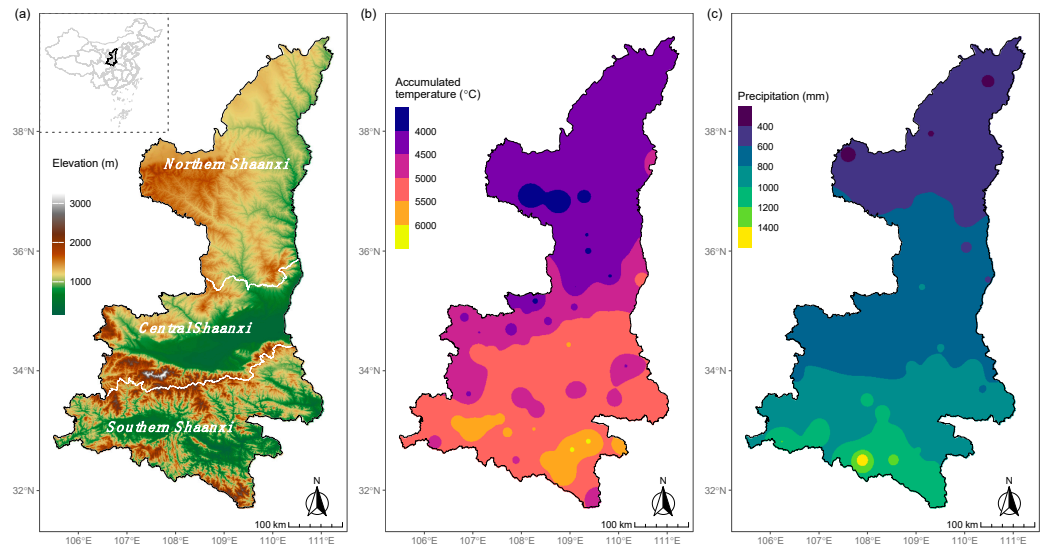 (a)
Elevation (m)
3000
2000
1000
Northern Shaanxi
Central Shaanxi
Southern Shaanxi
38°N
36°N
34°N
32°N
N
100 km
106°E
107°E
108°E
109°E
110°E
111°E
(b)
Accumulated
temperature (°C)
4000
4500
5000
5500
6000
38°N
36°N
34°N
32°N
N
100 km
106°E
107°E
108°E
109°E
110°E
111°E
(c)
Precipitation (mm)
400
600
800
1000
1200
1400
38°N
36°N
34°N
32°N
N
100 km
106°E
107°E
108°E
109°E
110°E
111°E